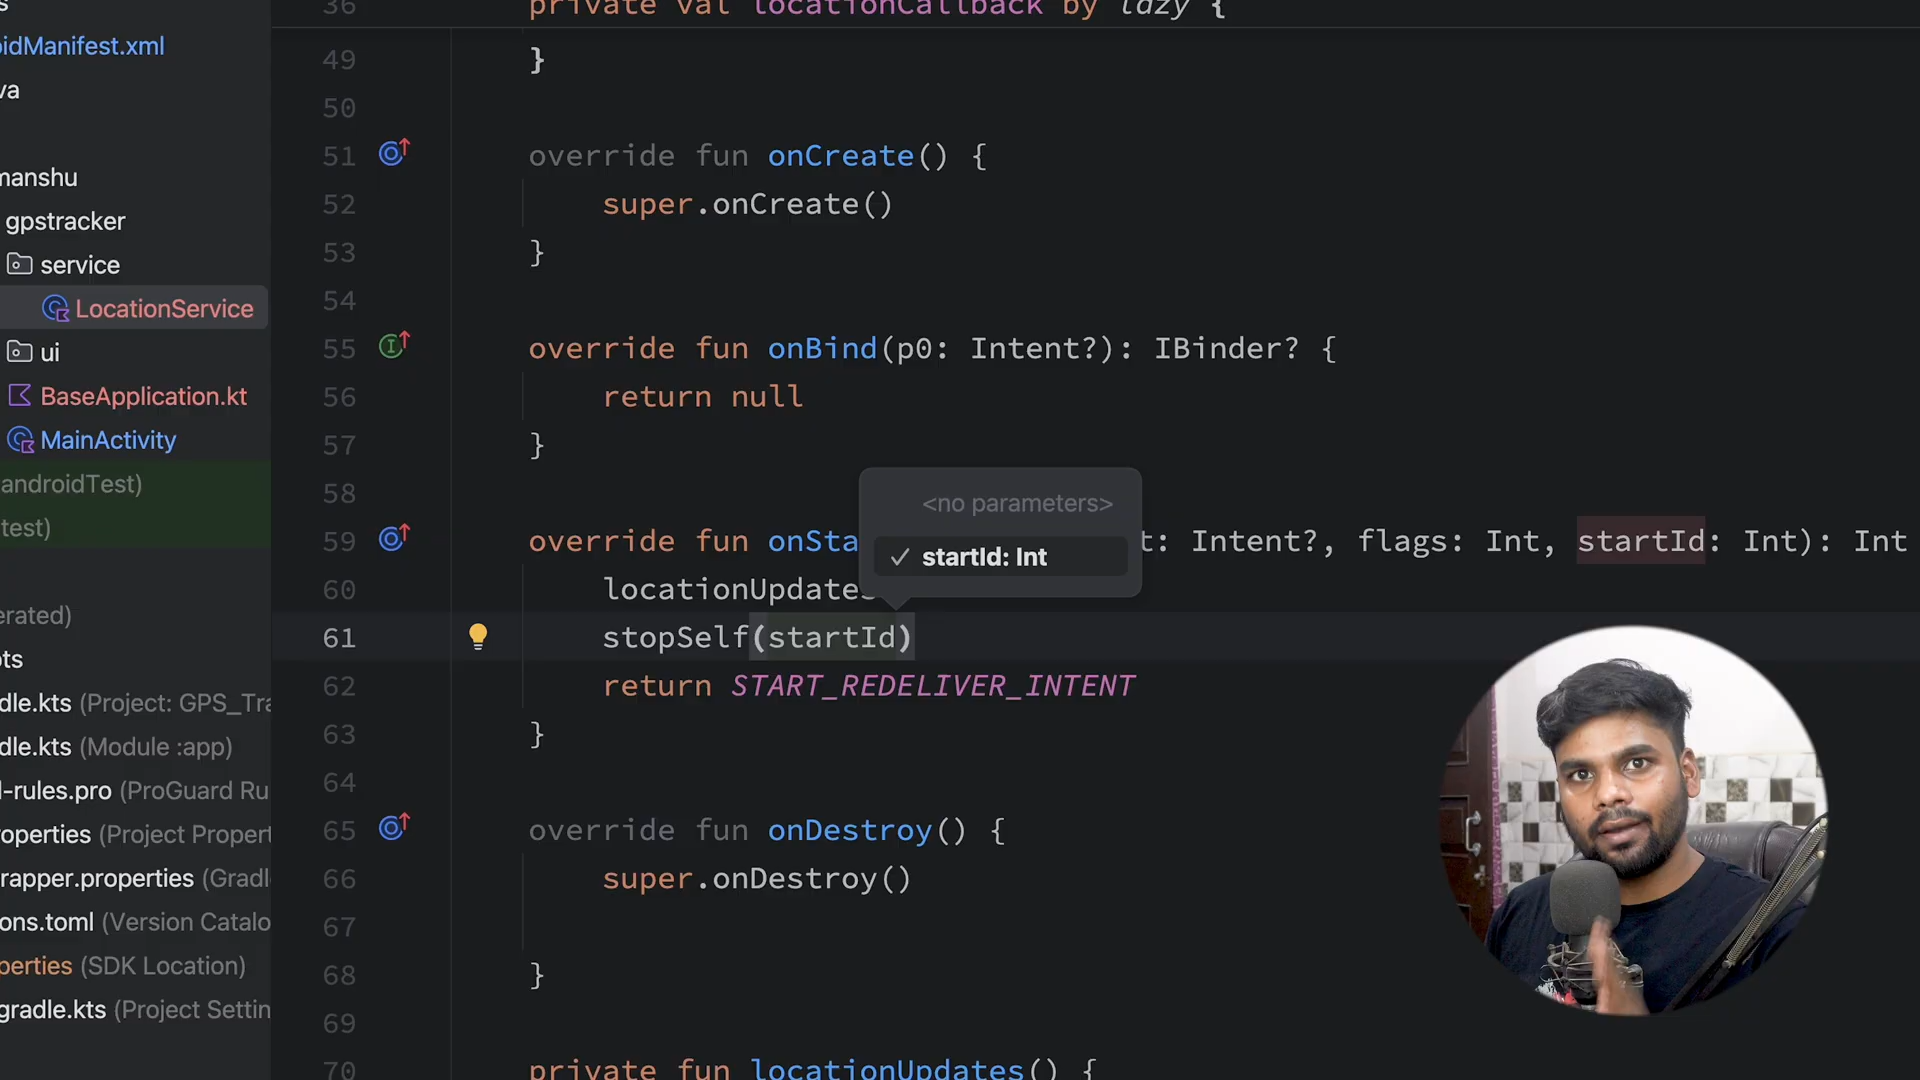 36 private val locationCallback by lazy {
oidManifest.xml
va
manshu
gpstracker
service
LocationService
ui
BaseApplication.kt
MainActivity
androidTest)
test)
erated)
ots
dle.kts (Project: GPS_Tra
dle.kts (Module :app)
l-rules.pro (ProGuard Ru
operties (Project Propert
rapper.properties (Gradl
ons.toml (Version Catalo
perties (SDK Location)
gradle.kts (Project Settin
49 }
50
51 override fun onCreate() {
52 super.onCreate()
53 }
54
55 override fun onBind(p0: Intent?): IBinder? {
56 return null
57 }
58
<no parameters>
startId: Int
59 override fun onSta t: Intent?, flags: Int, startId: Int): Int
60 locationUpdates
61 stopSelf(startId)
62 return START_REDELIVER_INTENT
63 }
64
65 override fun onDestroy() {
66 super.onDestroy()
67
68 }
69
70 private fun locationUpdates() {